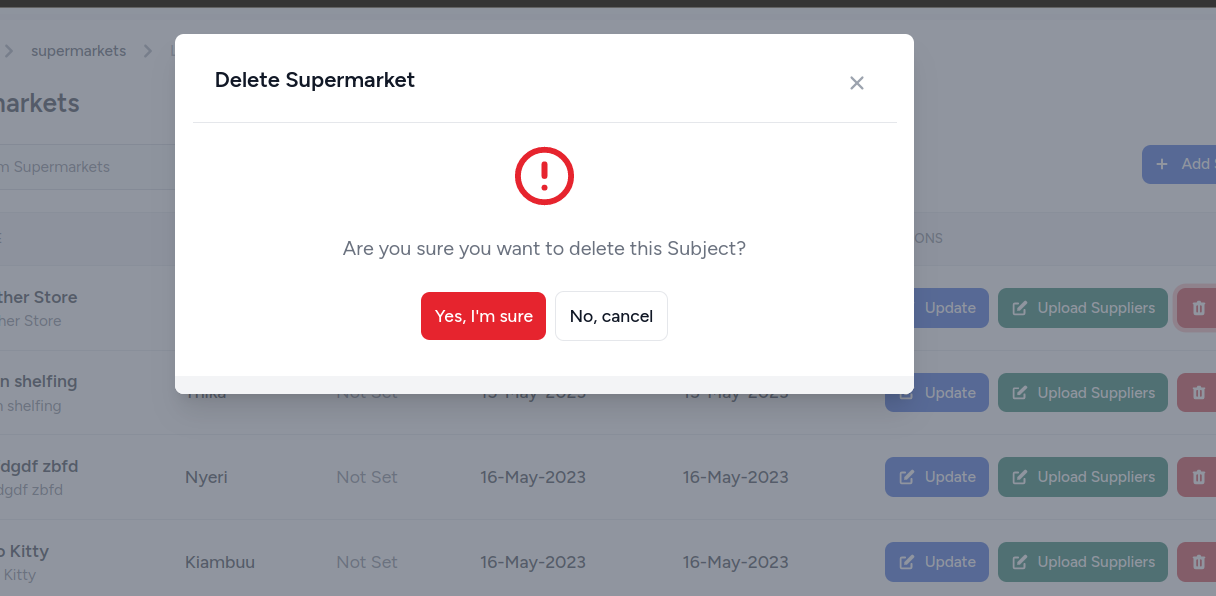 supermarkets
Delete Supermarket
arkets
Supermarkets
Add
Are you sure you want to delete this Subject?
ONS
Yes, I'm sure
No, cancel
ther Store
her Store
Update
Upload Suppliers
n shelfing
shelfing
Thika
Not Set
15-May-2023
15-May-2023
Update
Upload Suppliers
dgdf zbfd
dgdf zbfd
Nyeri
Not Set
16-May-2023
16-May-2023
Update
Upload Suppliers
Kitty
Kitty
Kiambuu
Not Set
16-May-2023
16-May-2023
Update
Upload Suppliers